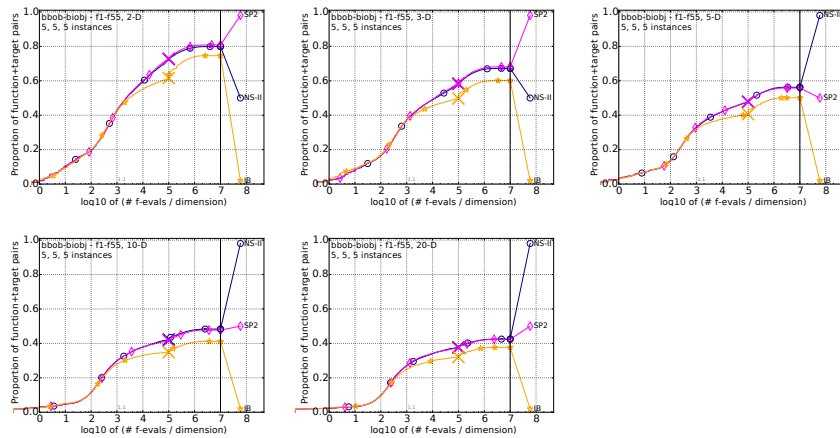 bbob-biobj - f1-f55, 2-D
5, 5, 5 instances
Proportion of function+target pairs
1.0
0.8
0.6
0.4
0.2
0.0
0 1 2 3 4 5 6 7 8
log10 of (# f-evals / dimension)
1.1
SP2
NS-II
IB
bbob-biobj - f1-f55, 3-D
5, 5, 5 instances
Proportion of function+target pairs
1.0
0.8
0.6
0.4
0.2
0.0
0 1 2 3 4 5 6 7 8
log10 of (# f-evals / dimension)
1.1
SP2
NS-II
IB
bbob-biobj - f1-f55, 5-D
5, 5, 5 instances
Proportion of function+target pairs
1.0
0.8
0.6
0.4
0.2
0.0
0 1 2 3 4 5 6 7 8
log10 of (# f-evals / dimension)
1.1
NS-II
SP2
IB
bbob-biobj - f1-f55, 10-D
5, 5, 5 instances
Proportion of function+target pairs
1.0
0.8
0.6
0.4
0.2
0.0
0 1 2 3 4 5 6 7 8
log10 of (# f-evals / dimension)
1.1
NS-II
SP2
IB
bbob-biobj - f1-f55, 20-D
5, 5, 5 instances
Proportion of function+target pairs
1.0
0.8
0.6
0.4
0.2
0.0
0 1 2 3 4 5 6 7 8
log10 of (# f-evals / dimension)
1.1
NS-II
SP2
IB